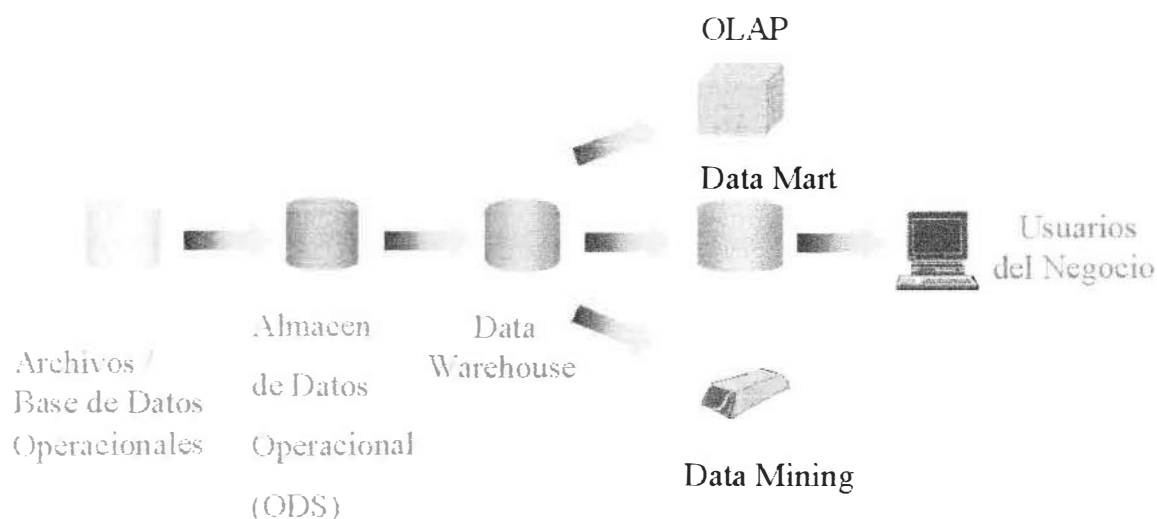 OLAP
Data Mart
Usuarios
del Negocio
Archivos /
Base de Datos
Operacionales
Almacen
de Datos
Operacional
(ODS)
Data
Warehouse
Data Mining